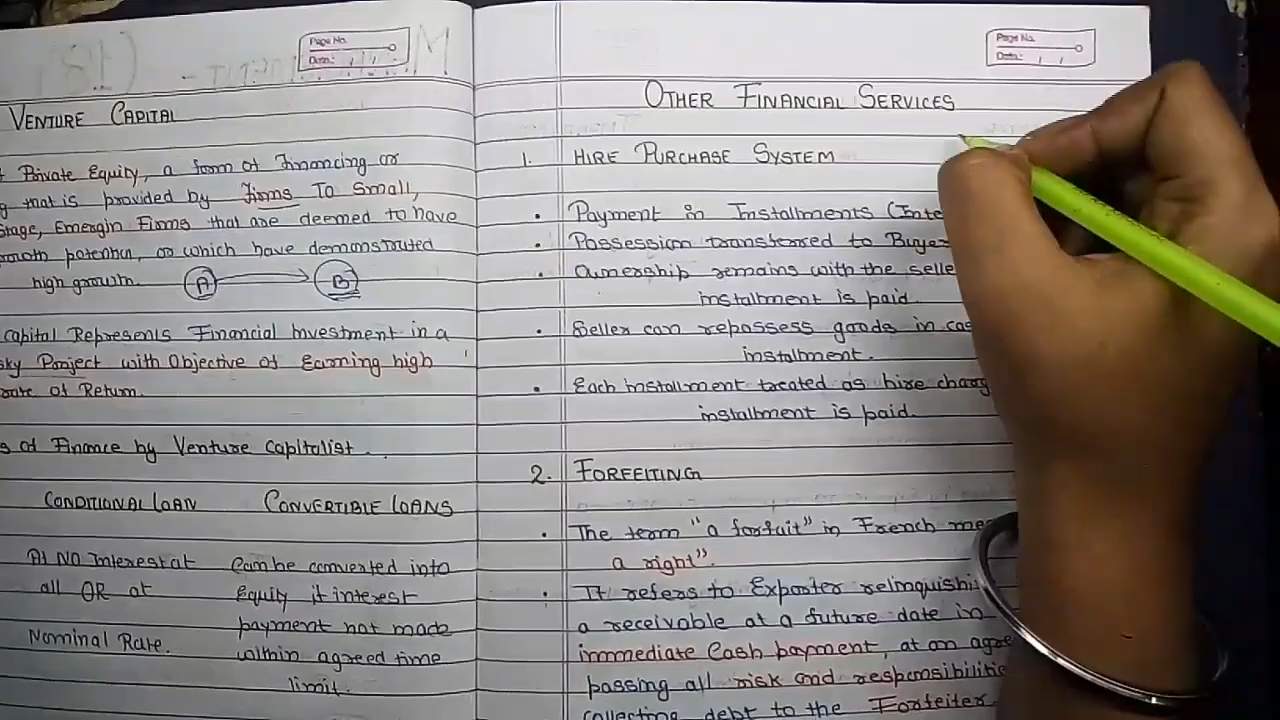 Page No.
Date: / /
VENTURE CAPITAL
Private Equity, a form of Financing or
that is provided by Firms To Small,
Stage, Emergin Firms that are deemed to have
potential, or which have demonstrated
high growth. A B
capital Represents Financial Investment in a
Project with Objective of Earning high
rate of Return.
of Finance by Venture capitalist.
CONDITIONAL LOAN CONVERTIBLE LOANS
At No Interest at
all OR at
Nominal Rate.
Can be converted into
Equity if interest
payment not made
within agreed time
limit.
Page No.
Date: / /
OTHER FINANCIAL SERVICES
1. HIRE PURCHASE SYSTEM
• Payment in Installments (Inte
• Possession transferred to Buyer
• Ownership remains with the selle
installment is paid.
• Seller can repossess goods in cas
installment.
• Each installment treated as hire charg
installment is paid.
2. FORFEITING
• The term "a forfait" in French me
a right".
• It refers to Exporter relinquishi
a receivable at a future date in
immediate Cash payment, at an agre
passing all risk and responsibilitie
collecting debt to the Forfeiter.